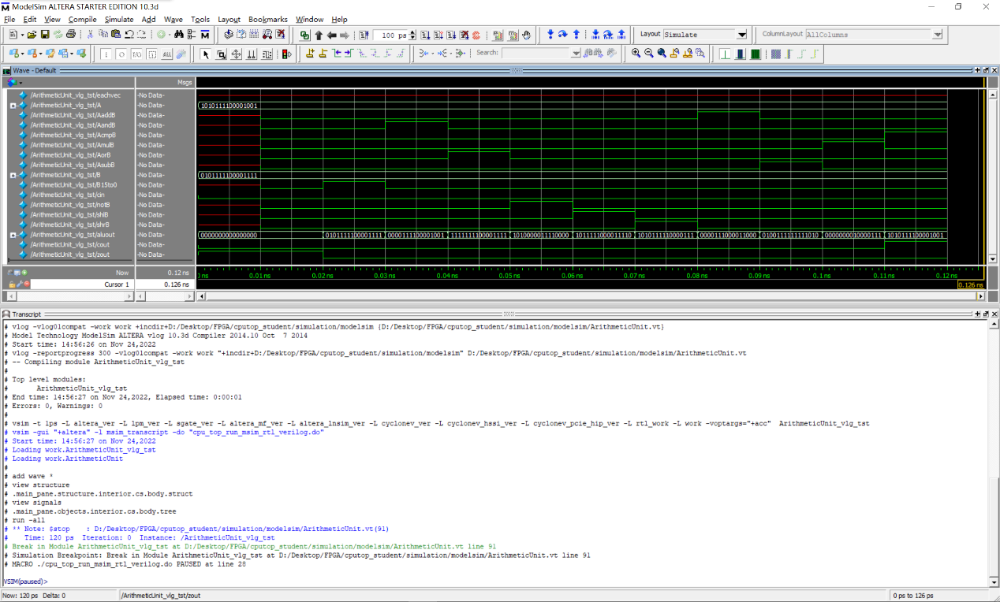 ModelSim ALTERA STARTER EDITION 10.3d
File Edit View Compile Simulate Add Wave Tools Layout Bookmarks Window Help
100 ps Layout Simulate ColumnLayout AllColumns
Search:
Wave - Default
Msgs
/ArithmeticUnit_vlg_tst/eachvec -No Data-
/ArithmeticUnit_vlg_tst/A -No Data- 1010111100001001
/ArithmeticUnit_vlg_tst/AaddB -No Data-
/ArithmeticUnit_vlg_tst/AandB -No Data-
/ArithmeticUnit_vlg_tst/AcmpB -No Data-
/ArithmeticUnit_vlg_tst/AmulB -No Data-
/ArithmeticUnit_vlg_tst/AorB -No Data-
/ArithmeticUnit_vlg_tst/AsubB -No Data-
/ArithmeticUnit_vlg_tst/B -No Data- 0101111100001111
/ArithmeticUnit_vlg_tst/B15to0 -No Data-
/ArithmeticUnit_vlg_tst/cin -No Data-
/ArithmeticUnit_vlg_tst/notB -No Data-
/ArithmeticUnit_vlg_tst/shlB -No Data-
/ArithmeticUnit_vlg_tst/shrB -No Data-
/ArithmeticUnit_vlg_tst/aluout -No Data- 0000000000000000 0101111100001111 0000111100001001 1111111100001111 1010000011110000 1011111000011110 1010111110000111 0000111000011000 0100111111111010 0000000010000111 1010111100001001
/ArithmeticUnit_vlg_tst/cout -No Data-
/ArithmeticUnit_vlg_tst/zout -No Data-
Now 0.12 ns 0.01 ns 0.02 ns 0.03 ns 0.04 ns 0.05 ns 0.06 ns 0.07 ns 0.08 ns 0.09 ns 0.1 ns 0.11 ns 0.12 ns
Cursor 1 0.126 ns 0.126 ns
Transcript
# vlog -vlog01compat -work work +incdir+D:/Desktop/FPGA/cputop_student/simulation/modelsim {D:/Desktop/FPGA/cputop_student/simulation/modelsim/ArithmeticUnit.vt}
# Model Technology ModelSim ALTERA vlog 10.3d Compiler 2014.10 Oct  7 2014
# Start time: 14:56:26 on Nov 24,2022
# vlog -reportprogress 300 -vlog01compat -work work "+incdir+D:/Desktop/FPGA/cputop_student/simulation/modelsim" D:/Desktop/FPGA/cputop_student/simulation/modelsim/ArithmeticUnit.vt
# -- Compiling module ArithmeticUnit_vlg_tst
#
# Top level modules:
#       ArithmeticUnit_vlg_tst
# End time: 14:56:27 on Nov 24,2022, Elapsed time: 0:00:01
# Errors: 0, Warnings: 0
#
# vsim -t 1ps -L altera_ver -L lpm_ver -L sgate_ver -L altera_mf_ver -L altera_lnsim_ver -L cyclonev_ver -L cyclonev_hssi_ver -L cyclonev_pcie_hip_ver -L rtl_work -L work -voptargs="+acc"  ArithmeticUnit_vlg_tst
# vsim -gui "+altera" -l msim_transcript -do "cpu_top_run_msim_rtl_verilog.do"
# Start time: 14:56:27 on Nov 24,2022
# Loading work.ArithmeticUnit_vlg_tst
# Loading work.ArithmeticUnit
#
# add wave *
# view structure
# .main_pane.structure.interior.cs.body.struct
# view signals
# .main_pane.objects.interior.cs.body.tree
# run -all
# ** Note: $stop    : D:/Desktop/FPGA/cputop_student/simulation/modelsim/ArithmeticUnit.vt(91)
#    Time: 120 ps  Iteration: 0  Instance: /ArithmeticUnit_vlg_tst
# Break in Module ArithmeticUnit_vlg_tst at D:/Desktop/FPGA/cputop_student/simulation/modelsim/ArithmeticUnit.vt line 91
# Simulation Breakpoint: Break in Module ArithmeticUnit_vlg_tst at D:/Desktop/FPGA/cputop_student/simulation/modelsim/ArithmeticUnit.vt line 91
# MACRO ./cpu_top_run_msim_rtl_verilog.do PAUSED at line 28
VSIM(paused)>
Now: 120 ps  Delta: 0 /ArithmeticUnit_vlg_tst/zout 0 ps to 126 ps